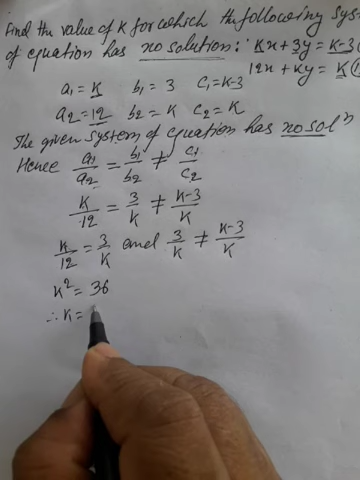 Find the value of K for which the following sys
of equation has no solution: Kx + 3y = K-3 (
12x + Ky = K (1
a1 = K b1 = 3 c1 = K-3
a2 = 12 b2 = K c2 = K
The given system of equation has no solⁿ
Hence a1/a2 = b1/b2 ≠ c1/c2
K/12 = 3/K ≠ K-3/K
K/12 = 3/K and 3/K ≠ K-3/K
K² = 36
∴ K =